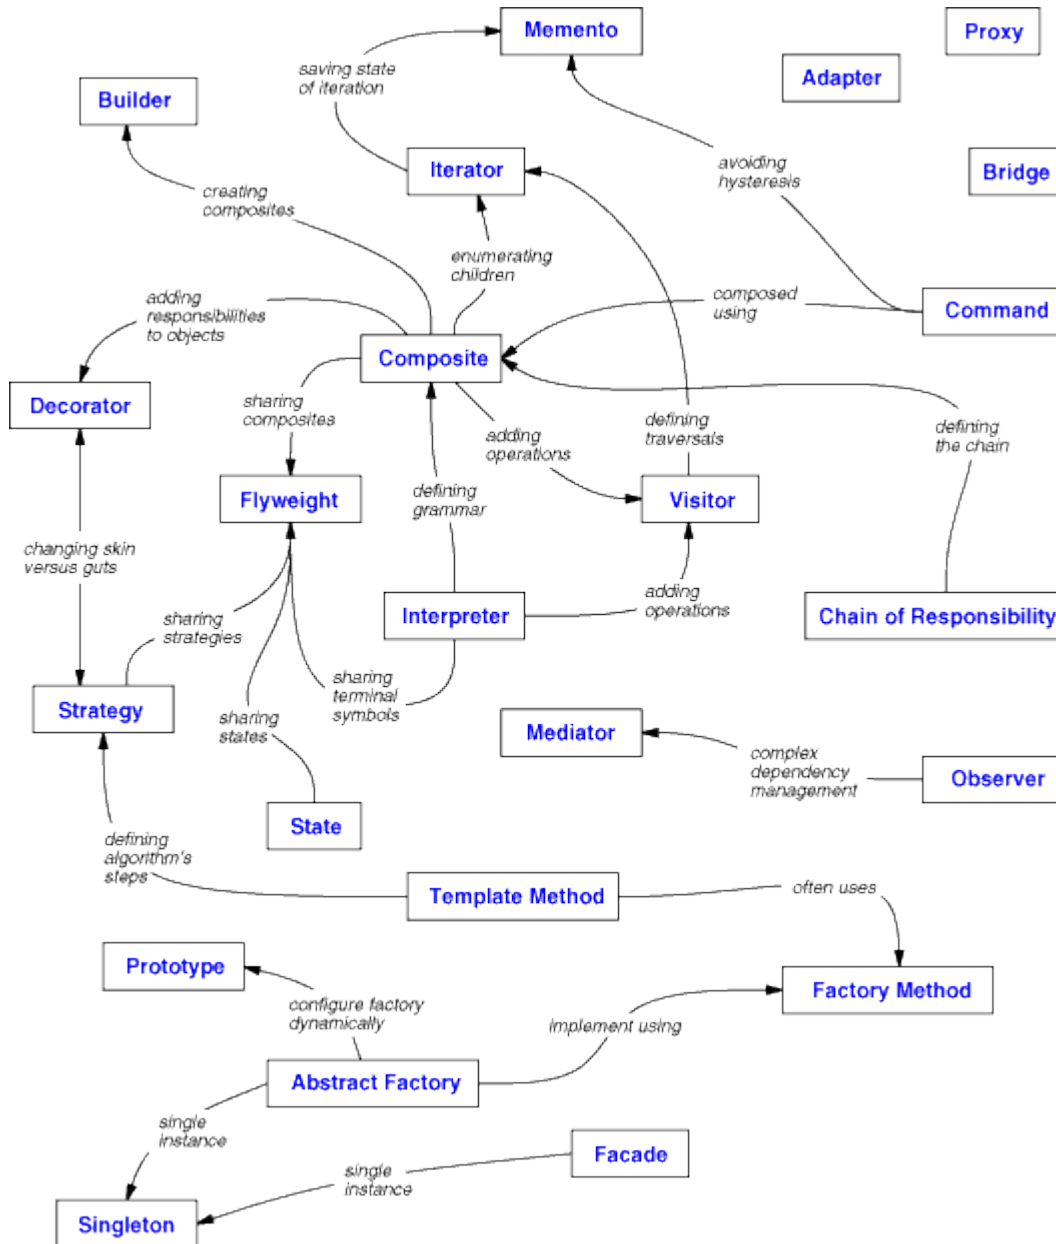 Memento
Proxy
saving state
of iteration
Adapter
Builder
avoiding
hysteresis
Iterator
Bridge
creating
composites
enumerating
children
adding
responsibilities
to objects
composed
using
Command
Composite
Decorator
sharing
composites
adding
operations
defining
traversals
defining
the chain
Flyweight
defining
grammar
Visitor
changing skin
versus guts
sharing
strategies
Interpreter
adding
operations
Chain of Responsibility
Strategy
sharing
states
sharing
terminal
symbols
Mediator
complex
dependency
management
Observer
State
defining
algorithm's
steps
Template Method
often uses
Prototype
configure factory
dynamically
implement using
Factory Method
Abstract Factory
single
instance
Facade
single
instance
Singleton